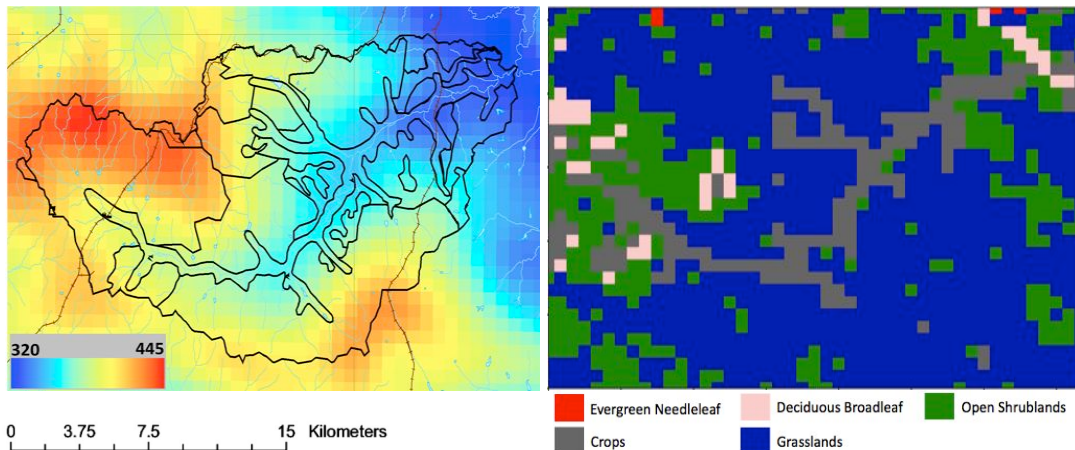 320 445
0 3.75 7.5 15 Kilometers
Evergreen Needleleaf Deciduous Broadleaf Open Shrublands
Crops Grasslands